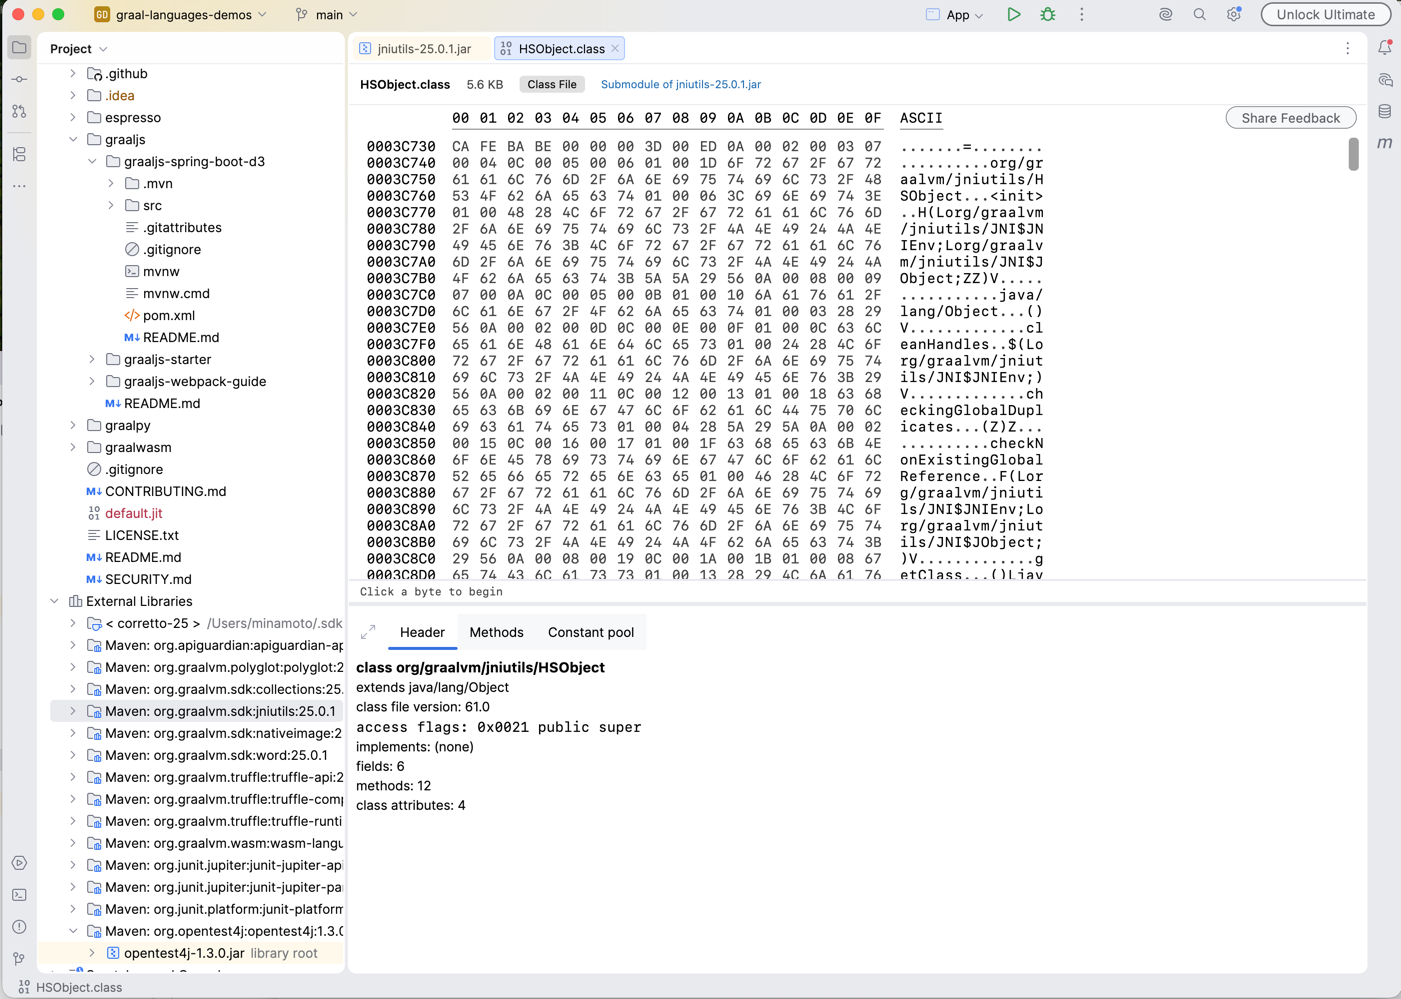 GD graal-languages-demos main App Unlock Ultimate
Project
.github
.idea
espresso
graaljs
graaljs-spring-boot-d3
.mvn
src
.gitattributes
.gitignore
mvnw
mvnw.cmd
pom.xml
README.md
graaljs-starter
graaljs-webpack-guide
README.md
graalpy
graalwasm
.gitignore
CONTRIBUTING.md
default.jit
LICENSE.txt
README.md
SECURITY.md
External Libraries
< corretto-25 > /Users/minamoto/.sdk
Maven: org.apiguardian:apiguardian-ap
Maven: org.graalvm.polyglot:polyglot:2
Maven: org.graalvm.sdk:collections:25.
Maven: org.graalvm.sdk:jniutils:25.0.1
Maven: org.graalvm.sdk:nativeimage:2
Maven: org.graalvm.sdk:word:25.0.1
Maven: org.graalvm.truffle:truffle-api:2
Maven: org.graalvm.truffle:truffle-comp
Maven: org.graalvm.truffle:truffle-runti
Maven: org.graalvm.wasm:wasm-langu
Maven: org.junit.jupiter:junit-jupiter-api
Maven: org.junit.jupiter:junit-jupiter-pa
Maven: org.junit.platform:junit-platform
Maven: org.opentest4j:opentest4j:1.3.0
opentest4j-1.3.0.jar library root
jniutils-25.0.1.jar HSObject.class
HSObject.class 5.6 KB Class File Submodule of jniutils-25.0.1.jar
00 01 02 03 04 05 06 07 08 09 0A 0B 0C 0D 0E 0F ASCII
Share Feedback
0003C730 CA FE BA BE 00 00 00 3D 00 ED 0A 00 02 00 03 07 .......=........
0003C740 00 04 0C 00 05 00 06 01 00 1D 6F 72 67 2F 67 72 ..........org/gr
0003C750 61 61 6C 76 6D 2F 6A 6E 69 75 74 69 6C 73 2F 48 aalvm/jniutils/H
0003C760 53 4F 62 6A 65 63 74 01 00 06 3C 69 6E 69 74 3E SObject...<init>
0003C770 01 00 48 28 4C 6F 72 67 2F 67 72 61 61 6C 76 6D ..H(Lorg/graalvm
0003C780 2F 6A 6E 69 75 74 69 6C 73 2F 4A 4E 49 24 4A 4E /jniutils/JNI$JN
0003C790 49 45 6E 76 3B 4C 6F 72 67 2F 67 72 61 61 6C 76 IEnv;Lorg/graalv
0003C7A0 6D 2F 6A 6E 69 75 74 69 6C 73 2F 4A 4E 49 24 4A m/jniutils/JNI$J
0003C7B0 4F 62 6A 65 63 74 3B 5A 5A 29 56 0A 00 08 00 09 Object;ZZ)V.....
0003C7C0 07 00 0A 0C 00 05 00 0B 01 00 10 6A 61 76 61 2F ...........java/
0003C7D0 6C 61 6E 67 2F 4F 62 6A 65 63 74 01 00 03 28 29 lang/Object...()
0003C7E0 56 0A 00 02 00 0D 0C 00 0E 00 0F 01 00 0C 63 6C V.............cl
0003C7F0 65 61 6E 48 61 6E 64 6C 65 73 01 00 24 28 4C 6F eanHandles..$(Lo
0003C800 72 67 2F 67 72 61 61 6C 76 6D 2F 6A 6E 69 75 74 rg/graalvm/jniut
0003C810 69 6C 73 2F 4A 4E 49 24 4A 4E 49 45 6E 76 3B 29 ils/JNI$JNIEnv;)
0003C820 56 0A 00 02 00 11 0C 00 12 00 13 01 00 18 63 68 V.............ch
0003C830 65 63 6B 69 6E 67 47 6C 6F 62 61 6C 44 75 70 6C eckingGlobalDupl
0003C840 69 63 61 74 65 73 01 00 04 28 5A 29 5A 0A 00 02 icates...(Z)Z...
0003C850 00 15 0C 00 16 00 17 01 00 1F 63 68 65 63 6B 4E ..........checkN
0003C860 6F 6E 45 78 69 73 74 69 6E 67 47 6C 6F 62 61 6C onExistingGlobal
0003C870 52 65 66 65 72 65 6E 63 65 01 00 46 28 4C 6F 72 Reference..F(Lor
0003C880 67 2F 67 72 61 61 6C 76 6D 2F 6A 6E 69 75 74 69 g/graalvm/jniuti
0003C890 6C 73 2F 4A 4E 49 24 4A 4E 49 45 6E 76 3B 4C 6F ls/JNI$JNIEnv;Lo
0003C8A0 72 67 2F 67 72 61 61 6C 76 6D 2F 6A 6E 69 75 74 rg/graalvm/jniut
0003C8B0 69 6C 73 2F 4A 4E 49 24 4A 4F 62 6A 65 63 74 3B ils/JNI$JObject;
0003C8C0 29 56 0A 00 08 00 19 0C 00 1A 00 1B 01 00 08 67 )V.............g
0003C8D0 65 74 43 6C 61 73 73 01 00 13 28 29 4C 6A 61 76 etClass...()Ljav
Click a byte to begin
Header Methods Constant pool
class org/graalvm/jniutils/HSObject
extends java/lang/Object
class file version: 61.0
access flags: 0x0021 public super
implements: (none)
fields: 6
methods: 12
class attributes: 4
HSObject.class